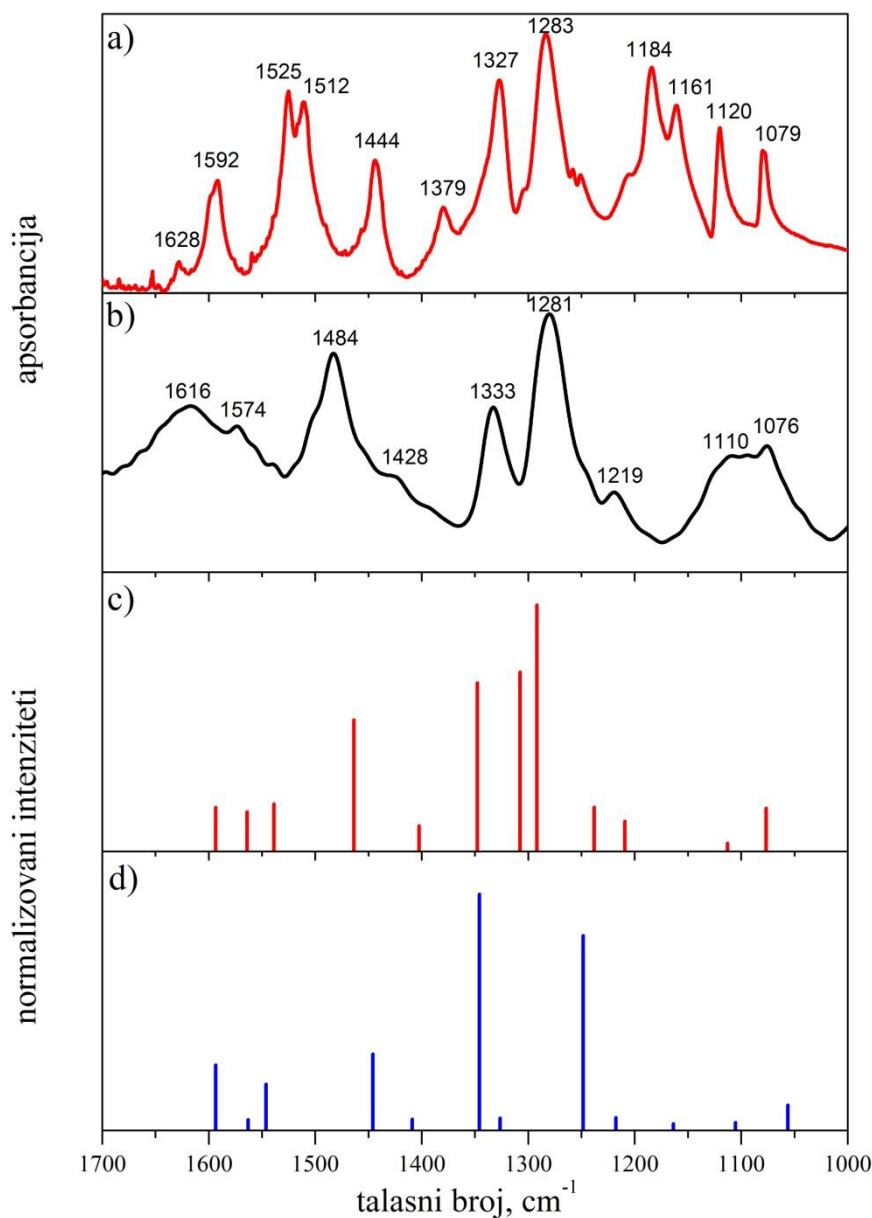 a)
1628
1592
1525
1512
1444
1379
1327
1283
1184
1161
1120
1079
apsorbancija
b)
1616
1574
1484
1428
1333
1281
1219
1110
1076
c)
normalizovani intenziteti
d)
1700 1600 1500 1400 1300 1200 1100 1000
talasni broj, cm⁻¹